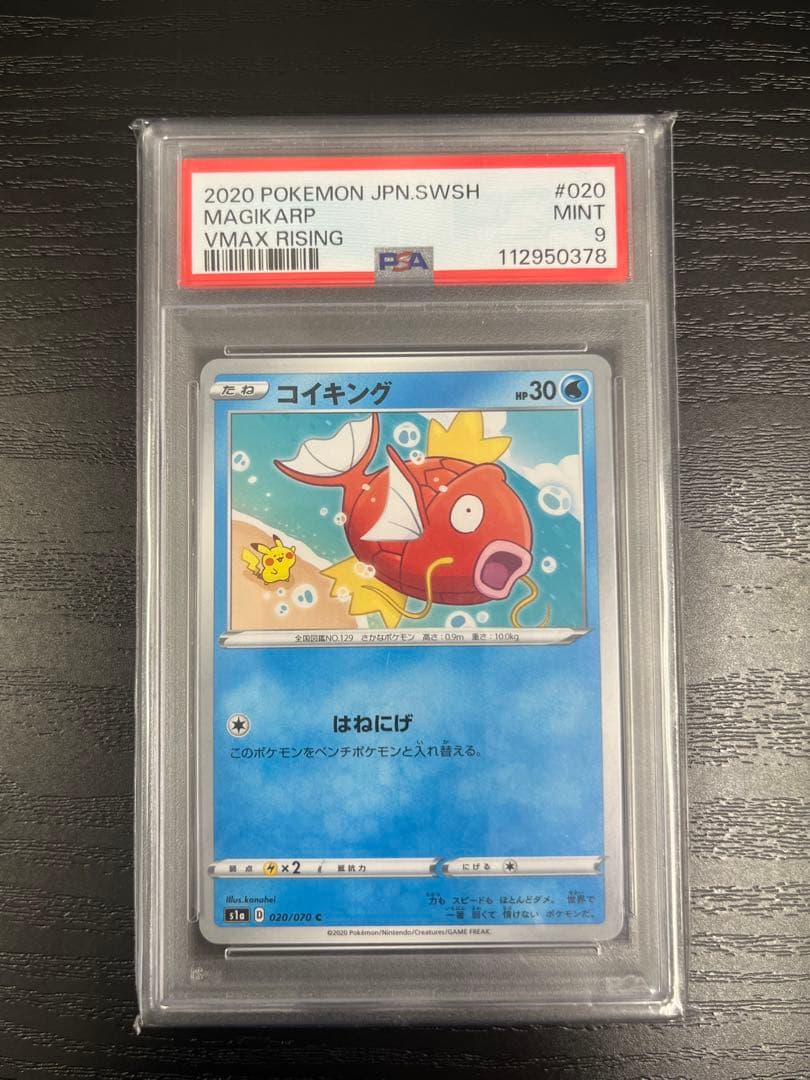 2020 POKEMON JPN.SWSH #020
MAGIKARP MINT
VMAX RISING 9
PSA 112950378
たね コイキング HP30
全国図鑑NO.129 さかなポケモン 高さ:0.9m 重さ:10.0kg
はねにげ
このポケモンをベンチポケモンと入れ替える。
弱点 ×2 抵抗力 にげる
Illus.kanahei
力も スピードも ほとんどダメ。 世界で
一番 弱くて 情けない ポケモンだ。
s1a D 020/070 C
©2020 Pokémon/Nintendo/Creatures/GAME FREAK.